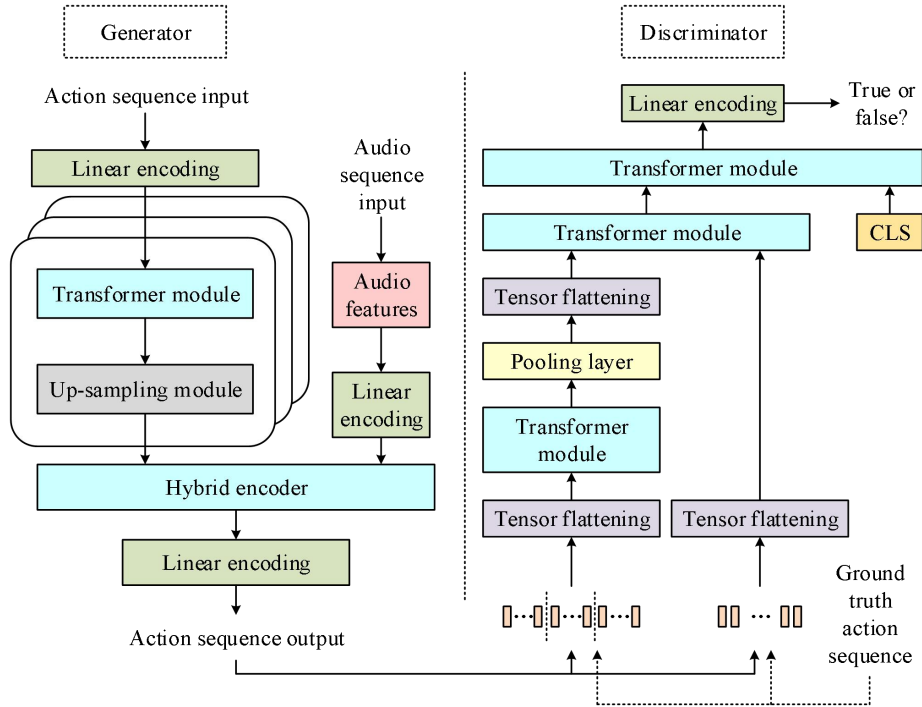 Generator
Action sequence input
Linear encoding
Transformer module
Up-sampling module
Audio
sequence
input
Audio
features
Linear
encoding
Hybrid encoder
Linear encoding
Action sequence output
Discriminator
Linear encoding
True or
false?
Transformer module
CLS
Transformer module
Tensor flattening
Pooling layer
Transformer
module
Tensor flattening
Tensor flattening
Ground
truth
action
sequence